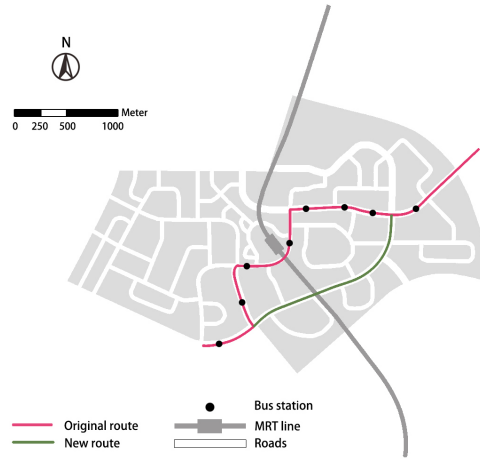 N
Meter
0 250 500 1000
Original route
New route
Bus station
MRT line
Roads